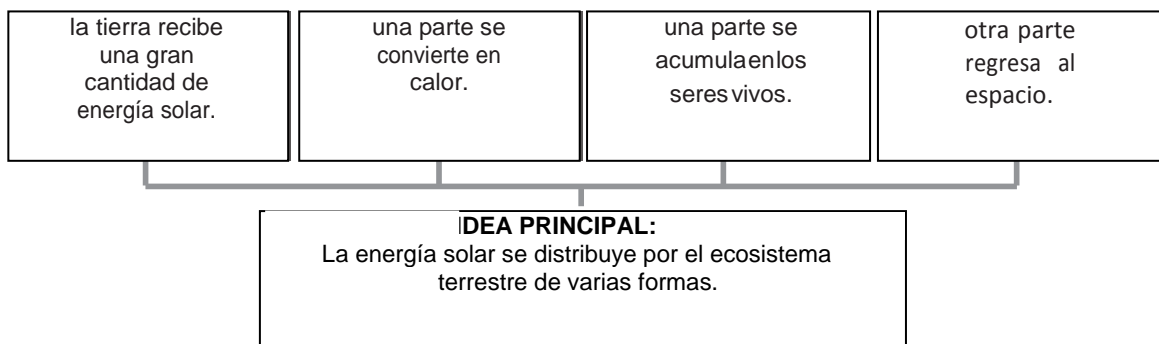 la tierra recibe
una gran
cantidad de
energía solar.
una parte se
convierte en
calor.
una parte se
acumulaenlos
seresvivos.
otra parte
regresa al
espacio.
IDEA PRINCIPAL:
La energía solar se distribuye por el ecosistema
terrestre de varias formas.